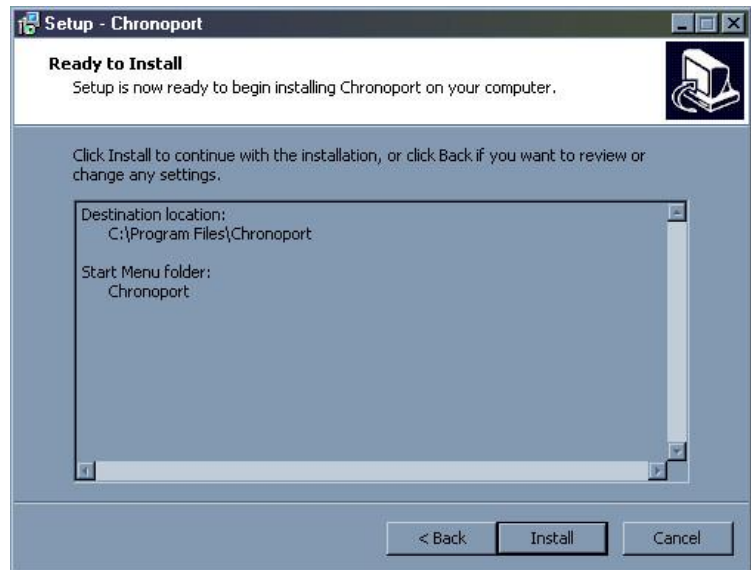 Setup - Chronoport
Ready to Install
Setup is now ready to begin installing Chronoport on your computer.
Click Install to continue with the installation, or click Back if you want to review or
change any settings.
Destination location:
C:\Program Files\Chronoport
Start Menu folder:
Chronoport
< Back
Install
Cancel